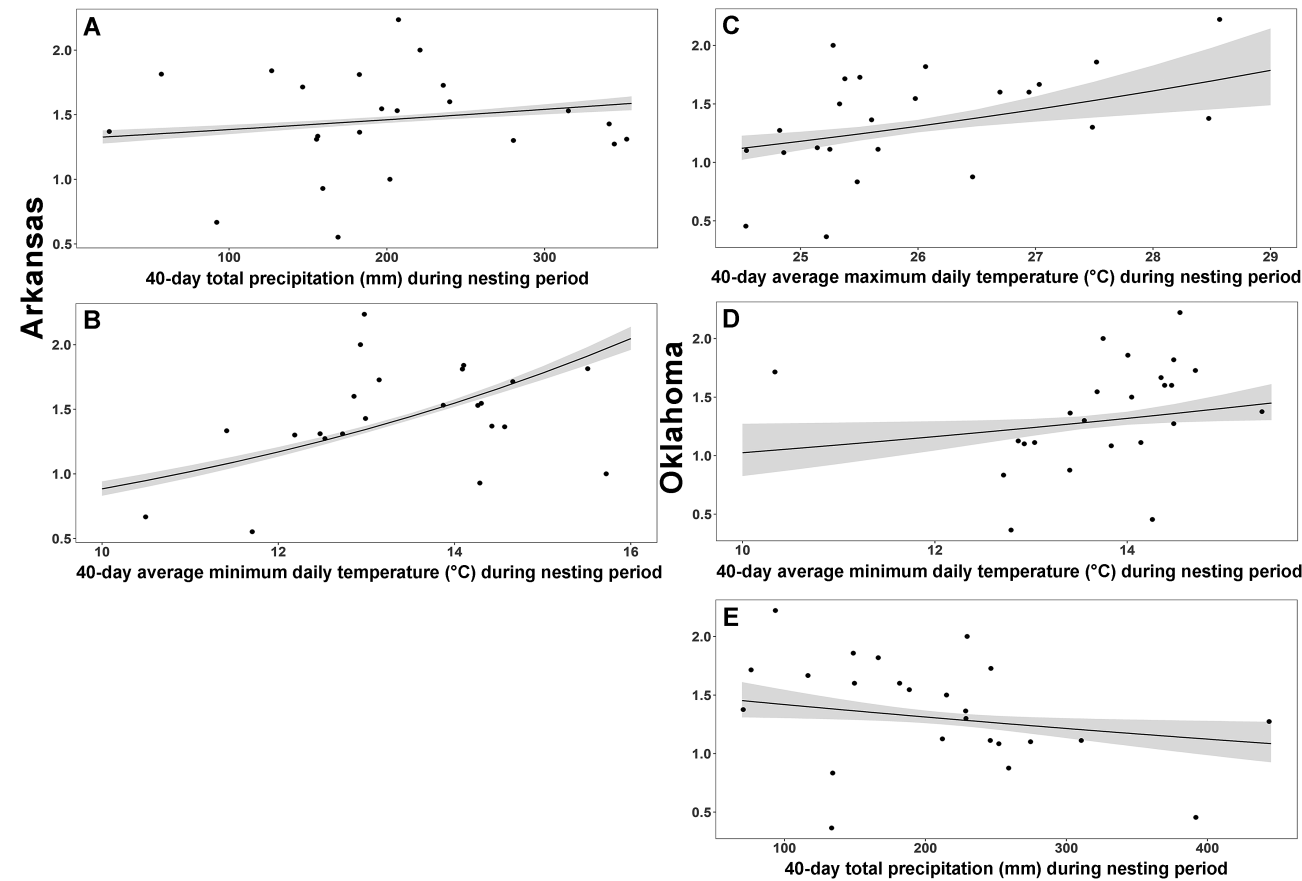 Arkansas
A
2.0
1.5
1.0
0.5
100 200 300
40-day total precipitation (mm) during nesting period
B
2.0
1.5
1.0
0.5
10 12 14 16
40-day average minimum daily temperature (°C) during nesting period
Oklahoma
C
2.0
1.5
1.0
0.5
25 26 27 28 29
40-day average maximum daily temperature (°C) during nesting period
D
2.0
1.5
1.0
0.5
10 12 14
40-day average minimum daily temperature (°C) during nesting period
E
2.0
1.5
1.0
0.5
100 200 300 400
40-day total precipitation (mm) during nesting period